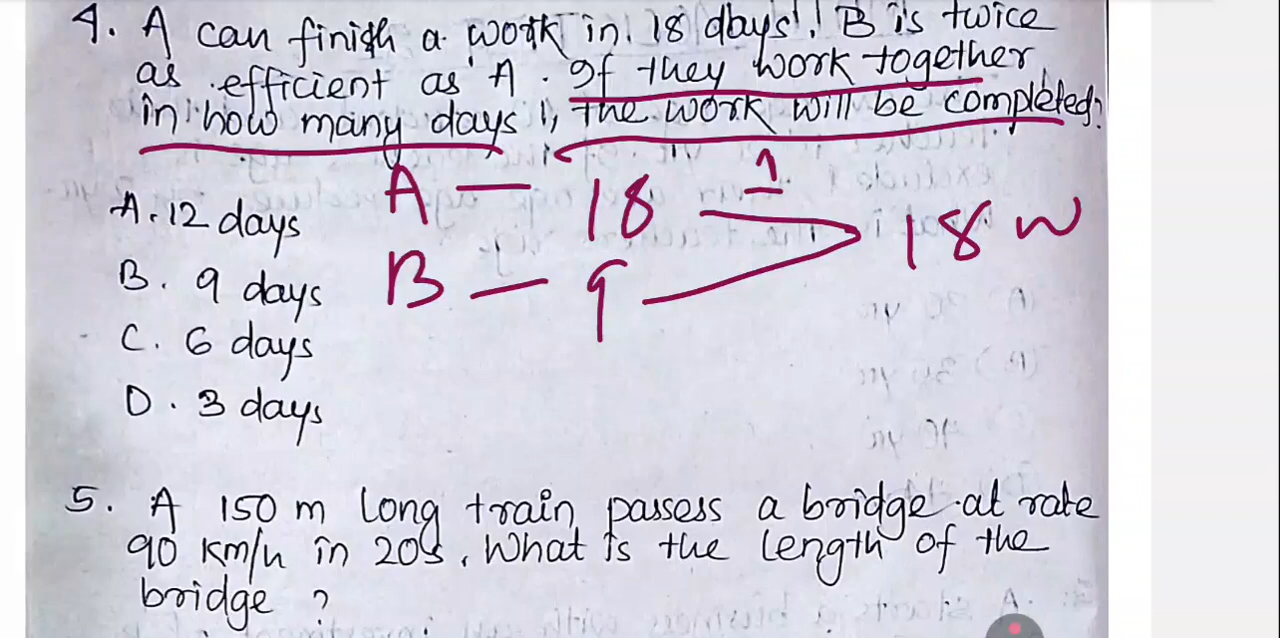 4. A can finish a work in 18 days. B is twice
as efficient as A. If they work together
in how many days, the work will be completed?
A - 18 1
18 W
B - 9
A. 12 days
B. 9 days
C. 6 days
D. 3 days
5. A 150 m long train passess a bridge at rate
90 Km/h in 20s. What is the length of the
bridge ?